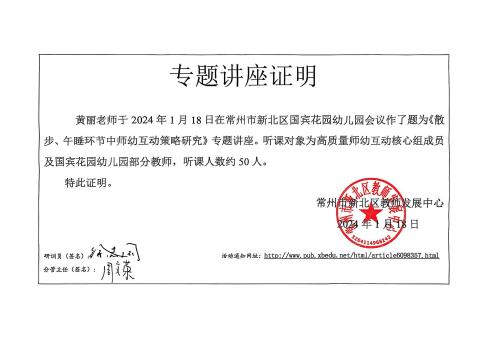 专题讲座证明
黄丽老师于 2024 年 1 月 18 日在常州市新北区国宾花园幼儿园会议作了题为《散
步、午睡环节中师幼互动策略研究》专题讲座。听课对象为高质量师幼互动核心组成员
及国宾花园幼儿园部分教师，听课人数约 50 人。
特此证明。
常州市新北区教师发展中心
2024 年 1 月 18 日
研训员（签名）：
活动通知网址：http://www.pub.xbedu.net/html/article6098357.html
分管主任（签名）：